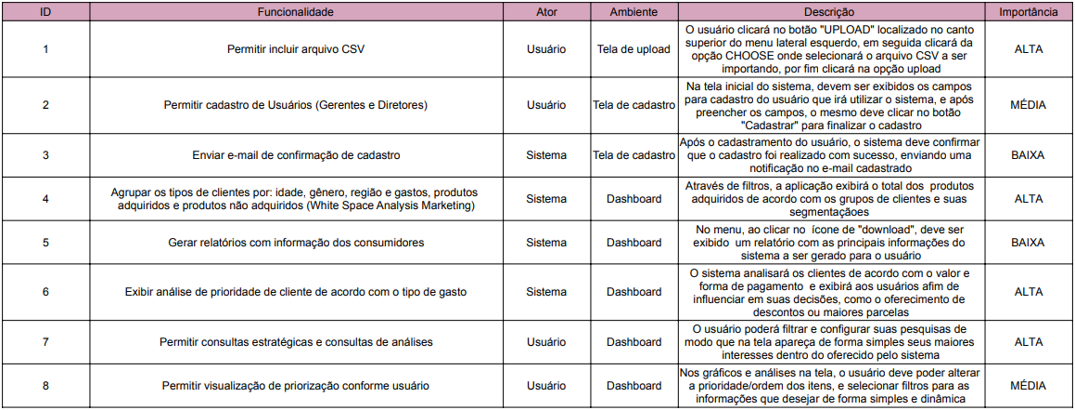 ID Funcionalidade Ator Ambiente Descrição Importância
1 Permitir incluir arquivo CSV Usuário Tela de upload
O usuário clicará no botão "UPLOAD" localizado no canto
superior do menu lateral esquerdo, em seguida clicará da
opção CHOOSE onde selecionará o arquivo CSV a ser
importando, por fim clicará na opção upload
ALTA
2 Permitir cadastro de Usuários (Gerentes e Diretores) Usuário Tela de cadastro
Na tela inicial do sistema, devem ser exibidos os campos
para cadastro do usuário que irá utilizar o sistema, e após
preencher os campos, o mesmo deve clicar no botão
"Cadastrar" para finalizar o cadastro
MÉDIA
3 Enviar e-mail de confirmação de cadastro Sistema Tela de cadastro
Após o cadastramento do usuário, o sistema deve confirmar
que o cadastro foi realizado com sucesso, enviando uma
notificação no e-mail cadastrado
BAIXA
4
Agrupar os tipos de clientes por: idade, gênero, região e gastos, produtos
adquiridos e produtos não adquiridos (White Space Analysis Marketing)
Sistema Dashboard
Através de filtros, a aplicação exibirá o total dos produtos
adquiridos de acordo com os grupos de clientes e suas
segmentaçãoes
ALTA
5 Gerar relatórios com informação dos consumidores Sistema Dashboard
No menu, ao clicar no ícone de "download", deve ser
exibido um relatório com as principais informações do
sistema a ser gerado para o usuário
BAIXA
6 Exibir análise de prioridade de cliente de acordo com o tipo de gasto Sistema Dashboard
O sistema analisará os clientes de acordo com o valor e
forma de pagamento e exibirá aos usuários afim de
influenciar em suas decisões, como o oferecimento de
descontos ou maiores parcelas
ALTA
7 Permitir consultas estratégicas e consultas de análises Usuário Dashboard
O usuário poderá filtrar e configurar suas pesquisas de
modo que na tela apareça de forma simples seus maiores
interesses dentro do oferecido pelo sistema
ALTA
8 Permitir visualização de priorização conforme usuário Usuário Dashboard
Nos gráficos e análises na tela, o usuário deve poder alterar
a prioridade/ordem dos itens, e selecionar filtros para as
informações que desejar de forma simples e dinâmica
MÉDIA